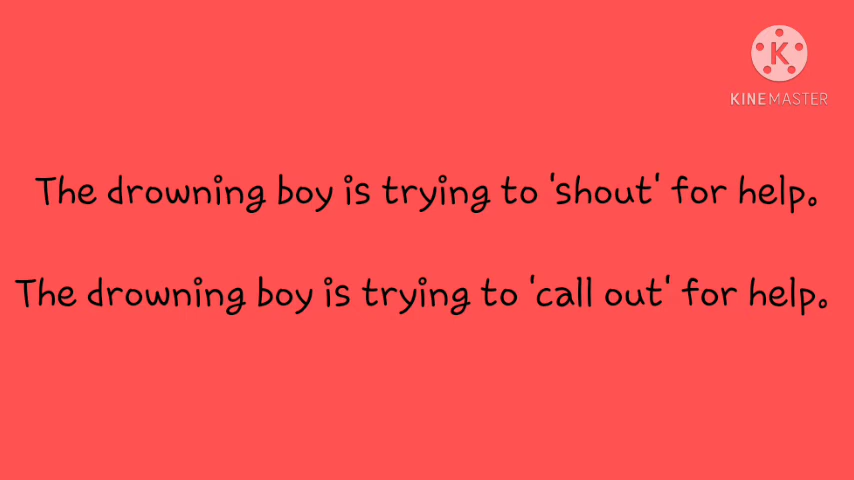 K
KINEMASTER
The drowning boy is trying to 'shout' for help.
The drowning boy is trying to 'call out' for help.